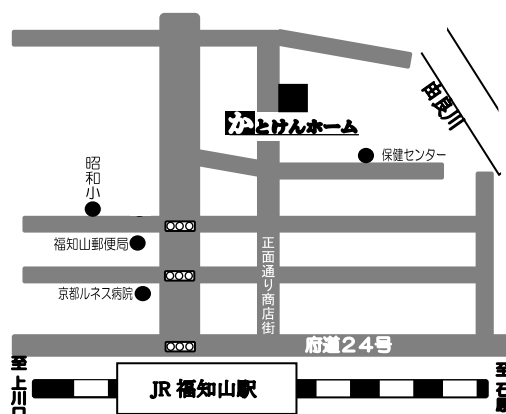 由良川
かとけんホーム
保健センター
昭和小
福知山郵便局
正面通り商店街
京都ルネス病院
府道24号
至上川口
JR 福知山駅
至石原